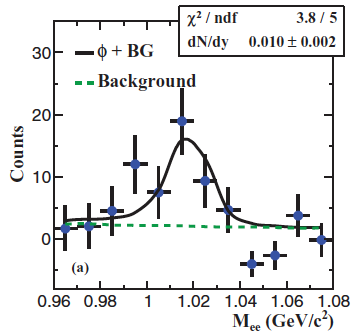 χ² / ndf 3.8 / 5
dN/dy 0.010 ± 0.002
ϕ + BG
Background
Counts
30
20
10
0
(a)
0.96 0.98 1 1.02 1.04 1.06 1.08
Mee (GeV/c²)